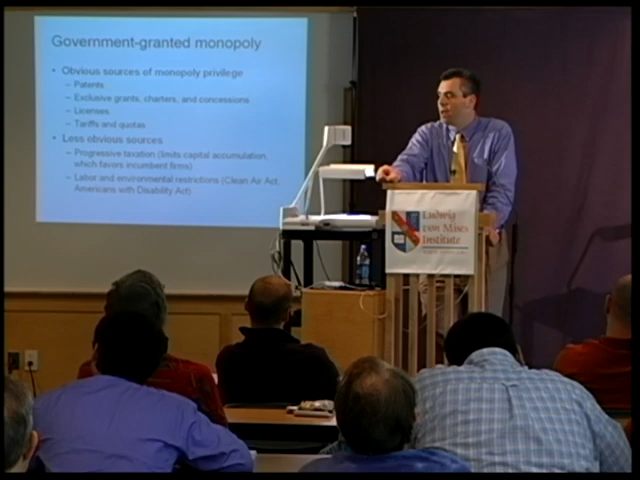 Government-granted monopoly
• Obvious sources of monopoly privilege
– Patents
– Exclusive grants, charters, and concessions
– Licenses
– Tariffs and quotas
• Less obvious sources
– Progressive taxation (limits capital accumulation,
which favors incumbent firms)
– Labor and environmental restrictions (Clean Air Act,
Americans with Disability Act)
Ludwig
von Mises
Institute